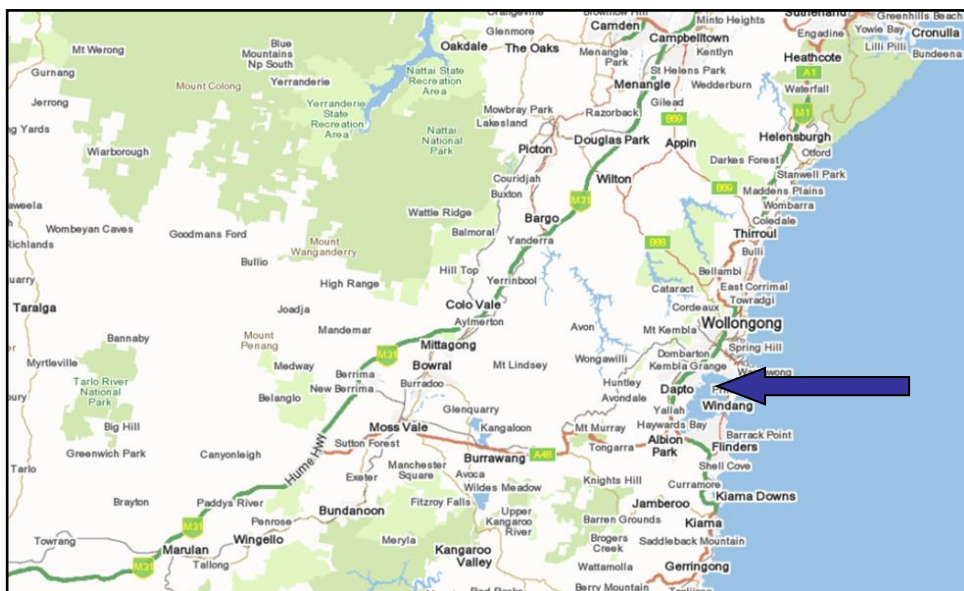 Orangeville
Glenmore
Camden
Minto Heights
Sutherland
Greenhills Beach
Yowie Bay
Cronulla
Engadine
Lilli Pilli
Bundeena
Mt Werong
Blue
Mountains
Np South
Oakdale
The Oaks
Menangle
Park
Campbelltown
Kentlyn
Heathcote
Gurnang
Yerranderie
Nattai State
Recreation
Area
St Helens Park
Menangle
Wedderburn
A1
Waterfall
Mount Colong
Jerrong
Yerranderie
State
Recreation
Area
Mowbray Park
Lakesland
Razorback
Gilead
B69
M1
Nattai
National
Park
Picton
Douglas Park
Appin
Helensburgh
Otford
Wiarborough
Darkes Forest
Stanwell Park
Couridjah
Buxton
Wilton
B69
Maddens Plains
M31
Wombarra
Wattle Ridge
Bargo
Coledale
Wombeyan Caves
Goodmans Ford
Balmoral
Thirroul
Richlands
Mount
Wanganderry
Yanderra
B88
Bulli
Bullio
Hill Top
Yerrinbool
Bellambi
High Range
Cataract
East Corrimal
Towradgi
Taralga
Joadja
Colo Vale
Aylmerton
Cordeaux
Wollongong
Bannaby
Mount
Penang
Mandemar
Avon
Mt Kembla
Mittagong
Spring Hill
M31
Wongawilli
Dombarton
Myrtleville
Medway
Bowral
Mt Lindsey
Kembla Grange
Tarlo River
National
Park
Berrima
New Berrima
Burradoo
Huntley
Avondale
Dapto
Belanglo
Glenquarry
Yallah
Windang
Big Hill
Moss Vale
Kangaloon
Mt Murray
Haywards Bay
Barrack Point
Greenwich Park
Sutton Forest
Albion
Park
Flinders
Tarlo
Canyonleigh
Hume Hwy
Burrawang
A48
Tongarra
Shell Cove
Exeter
Manchester
Square
Avoca
Wildes Meadow
Knights Hill
Curramore
Kiama Downs
Brayton
Paddys River
Fitzroy Falls
Jamberoo
Bundanoon
Upper
Kangaroo
River
Barren Grounds
Kiama
M31
Penrose
Brogers
Creek
Saddleback Mountain
Towrang
Wingello
Meryla
Marulan
Kangaroo
Valley
Wattamolla
Gerringong
M31
Tallong
Berry Mountain